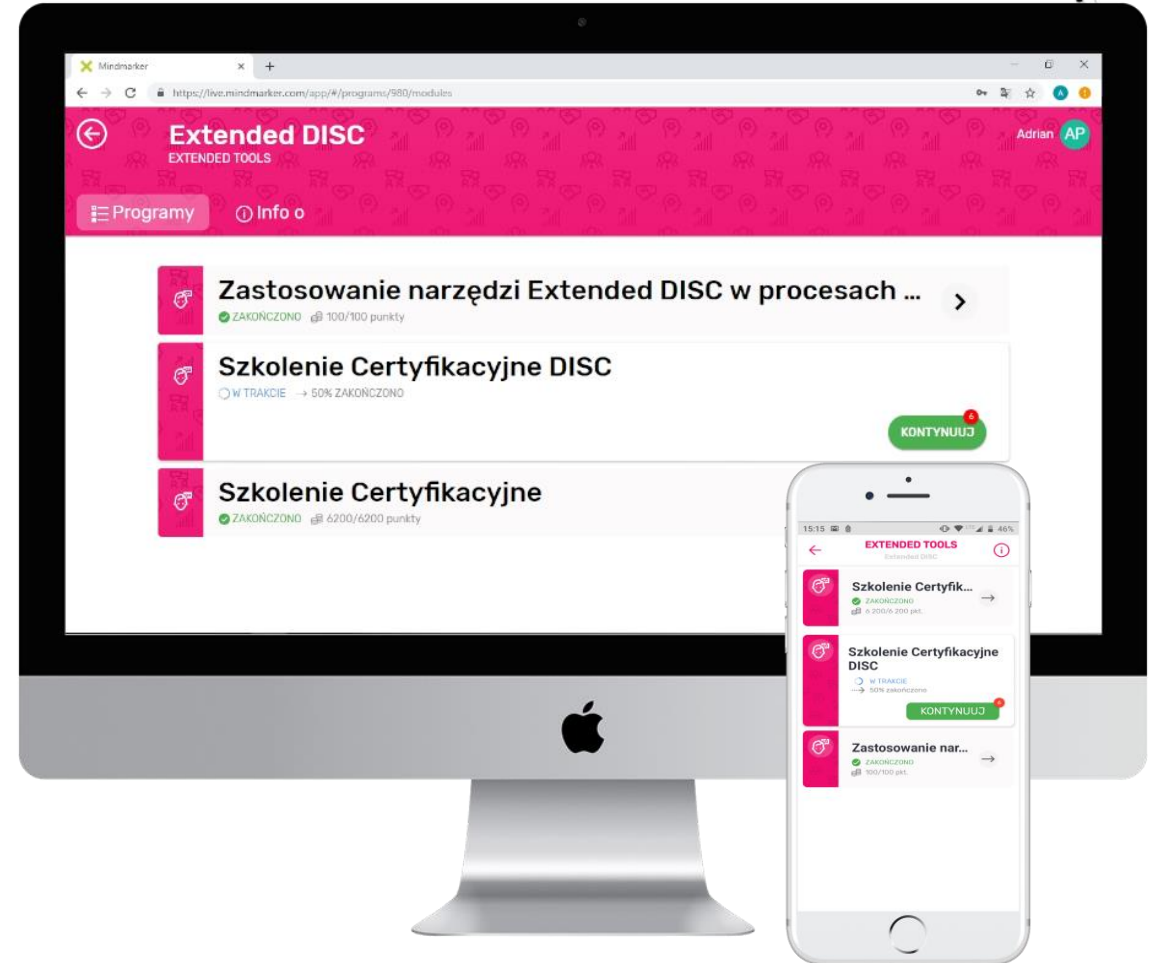 Mindmarker
https://live.mindmarker.com/app/#/programs/980/modules
Extended DISC
EXTENDED TOOLS
Adrian AP
Programy
Info o
Zastosowanie narzędzi Extended DISC w procesach ...
ZAKOŃCZONO 100/100 punkty
Szkolenie Certyfikacyjne DISC
W TRAKCIE → 50% ZAKOŃCZONO
6
KONTYNUUJ
Szkolenie Certyfikacyjne
ZAKOŃCZONO 6200/6200 punkty
15:15 46%
EXTENDED TOOLS
Extended DISC
Szkolenie Certyfik...
ZAKOŃCZONO
6 200/6 200 pkt.
Szkolenie Certyfikacyjne
DISC
W TRAKCIE
50% zakończono
6
KONTYNUUJ
Zastosowanie nar...
ZAKOŃCZONO
100/100 pkt.